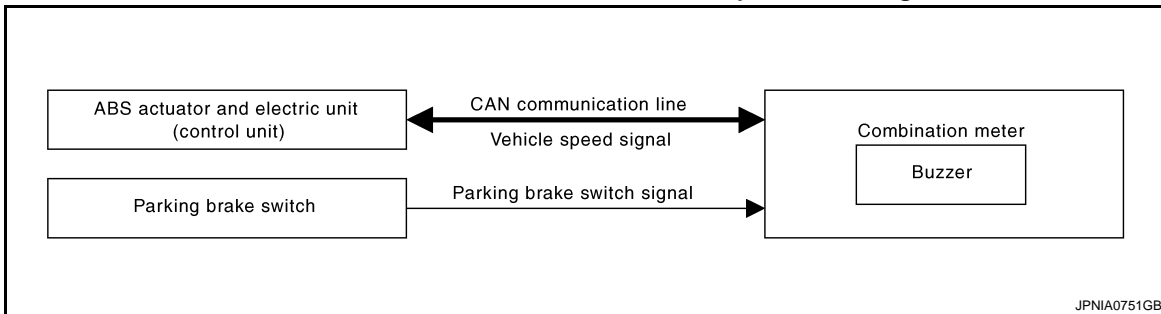 ABS actuator and electric unit
(control unit)
CAN communication line
Vehicle speed signal
Combination meter
Buzzer
Parking brake switch
Parking brake switch signal
JPNIA0751GB